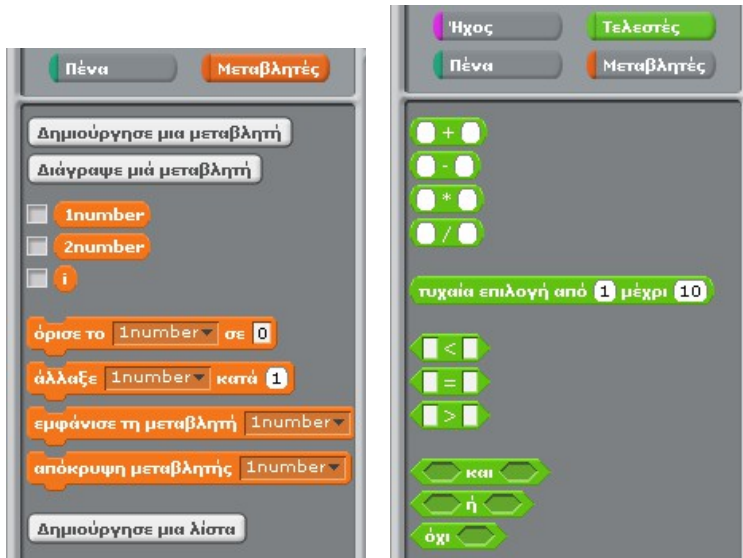 Πένα Μεταβλητές
Δημιούργησε μια μεταβλητή
Διάγραψε μιά μεταβλητή
1number
2number
i
όρισε το 1number σε 0
άλλαξε 1number κατά 1
εμφάνισε τη μεταβλητή 1number
απόκρυψη μεταβλητής 1number
Δημιούργησε μια λίστα
Ήχος Τελεστές
Πένα Μεταβλητές
+
-
*
/
τυχαία επιλογή από 1 μέχρι 10
<
=
>
και
ή
όχι